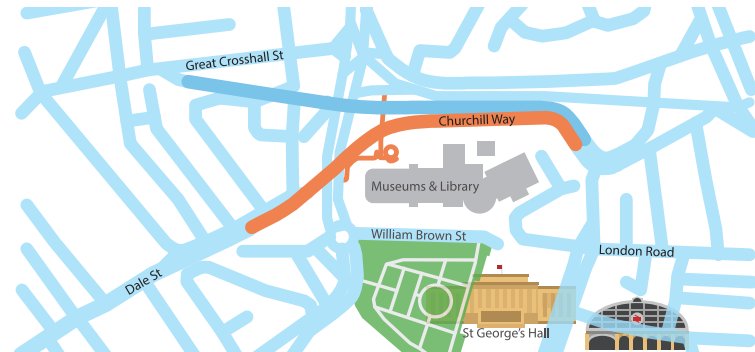 Great Crosshall St
Churchill Way
Museums & Library
William Brown St
London Road
Dale St
St George's Hall